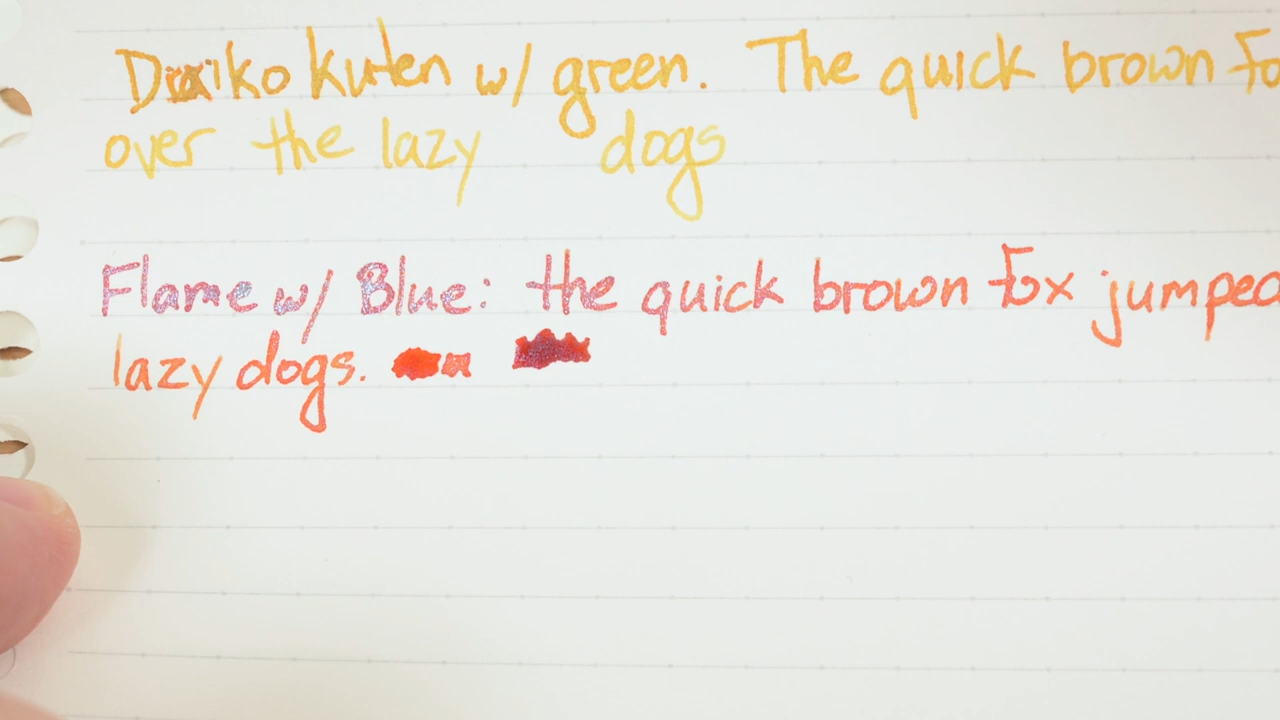 Draiko kuten w/ green. The quick brown fo
over the lazy dogs
Flame w/ Blue: the quick brown fox jumped
lazy dogs.